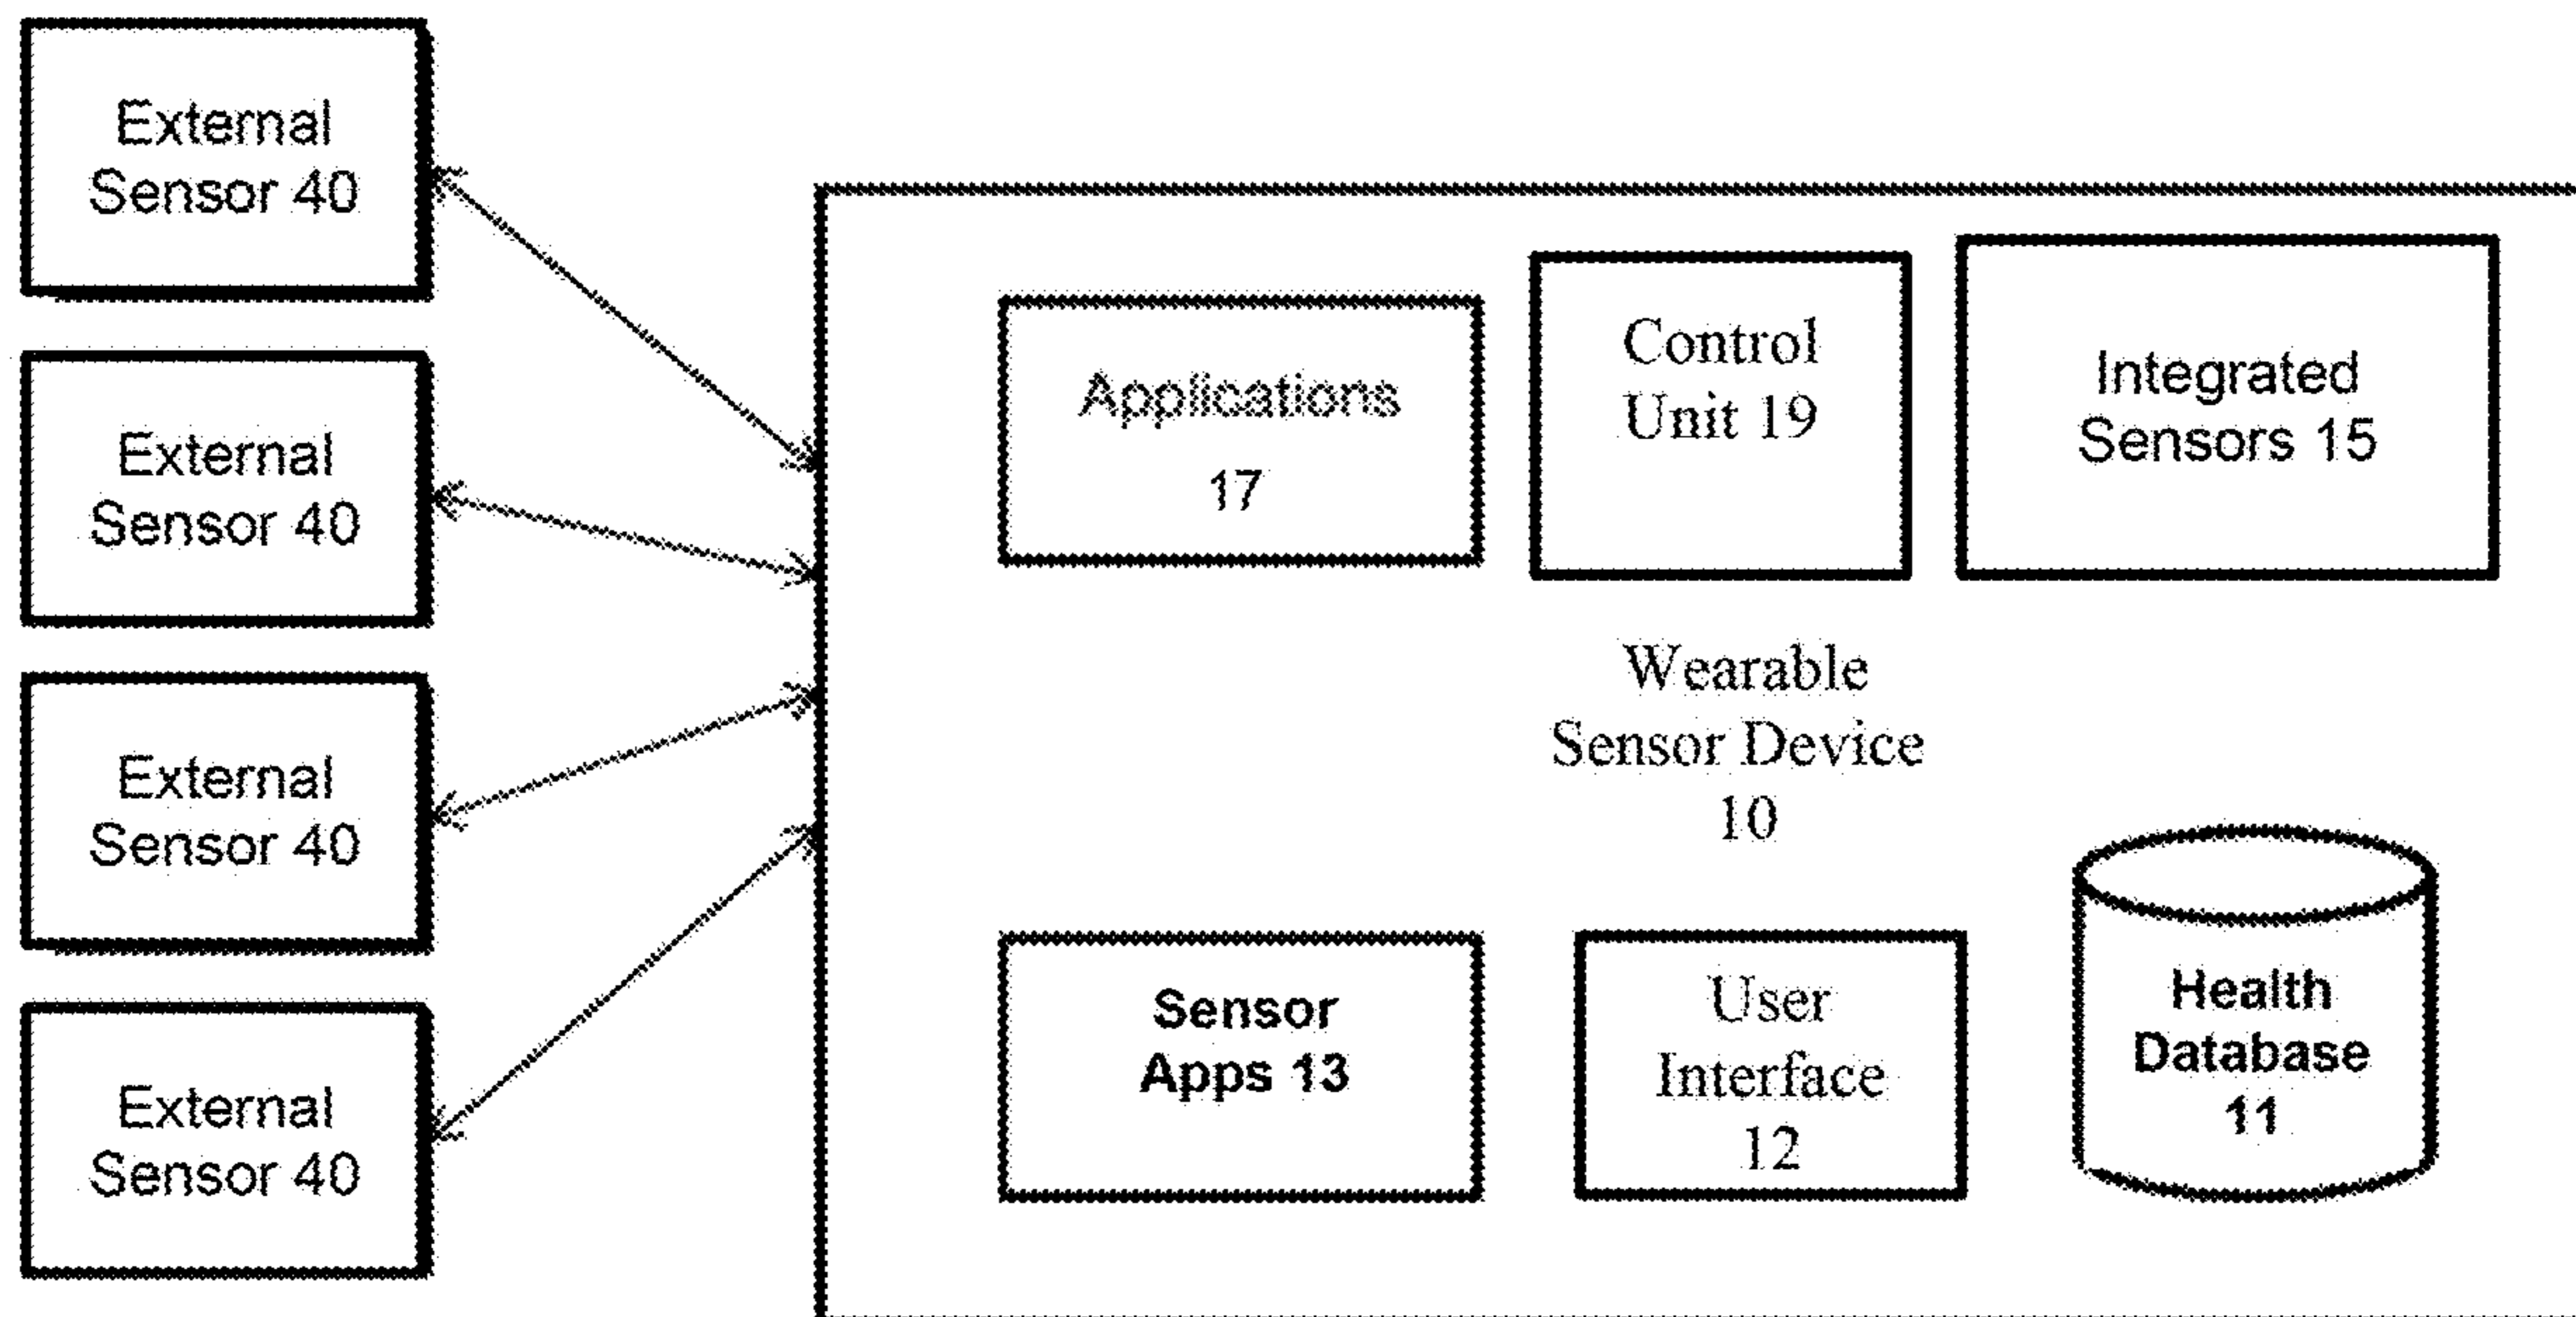 External
Sensor 40
External
Sensor 40
External
Sensor 40
External
Sensor 40
Applications
17
Control
Unit 19
Integrated
Sensors 15
Wearable
Sensor Device
10
Sensor
Apps 13
User
Interface
12
Health
Database
11